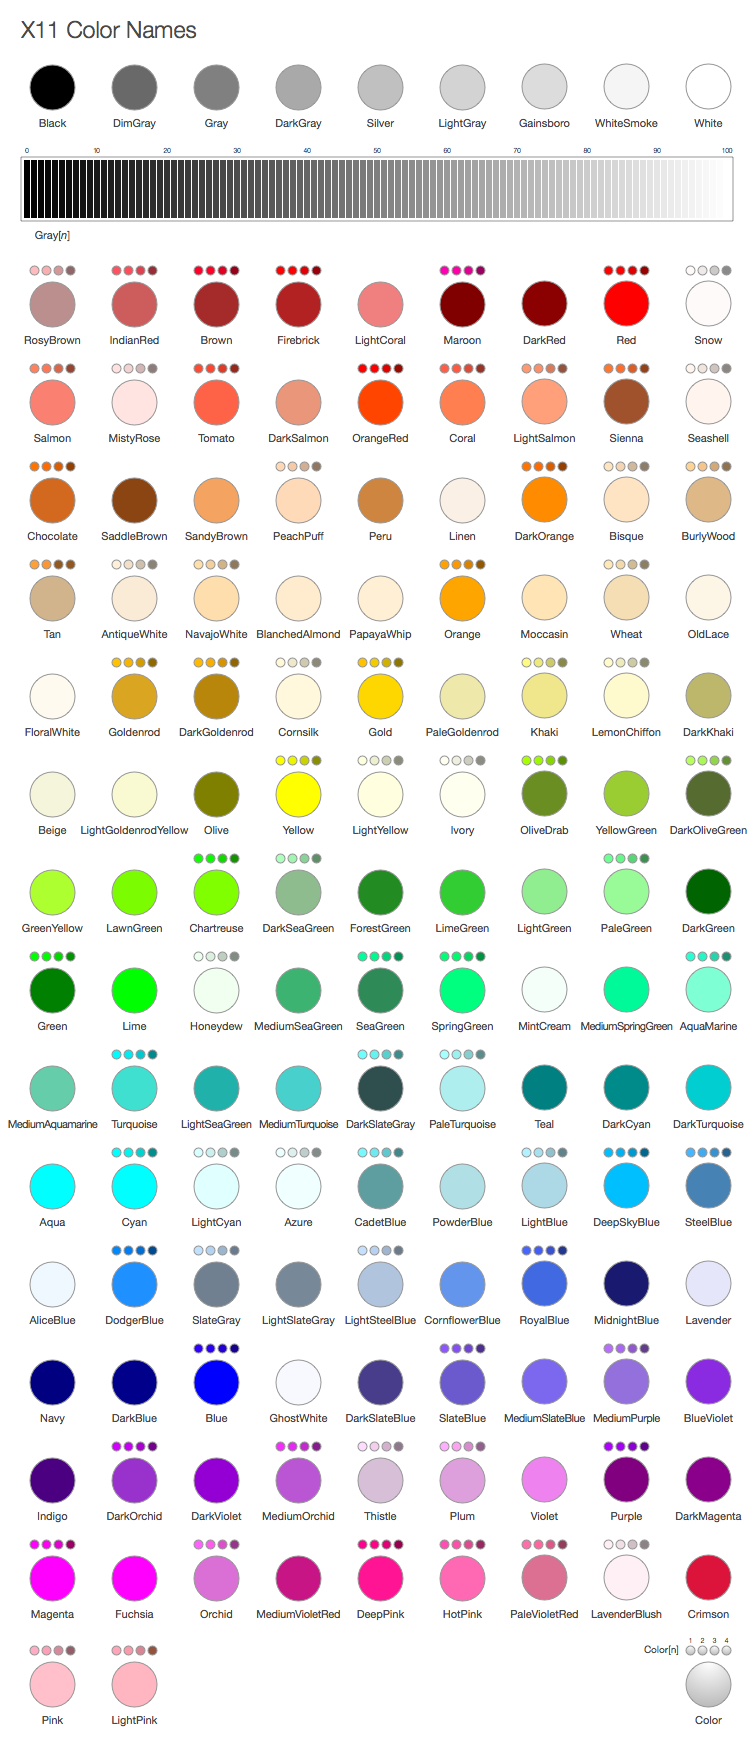 X11 Color Names
Black DimGray Gray DarkGray Silver LightGray Gainsboro WhiteSmoke White
0 10 20 30 40 50 60 70 80 90 100
Gray[n]
RosyBrown IndianRed Brown Firebrick LightCoral Maroon DarkRed Red Snow
Salmon MistyRose Tomato DarkSalmon OrangeRed Coral LightSalmon Sienna Seashell
Chocolate SaddleBrown SandyBrown PeachPuff Peru Linen DarkOrange Bisque BurlyWood
Tan AntiqueWhite NavajoWhite BlanchedAlmond PapayaWhip Orange Moccasin Wheat OldLace
FloralWhite Goldenrod DarkGoldenrod Cornsilk Gold PaleGoldenrod Khaki LemonChiffon DarkKhaki
Beige LightGoldenrodYellow Olive Yellow LightYellow Ivory OliveDrab YellowGreen DarkOliveGreen
GreenYellow LawnGreen Chartreuse DarkSeaGreen ForestGreen LimeGreen LightGreen PaleGreen DarkGreen
Green Lime Honeydew MediumSeaGreen SeaGreen SpringGreen MintCream MediumSpringGreen AquaMarine
MediumAquamarine Turquoise LightSeaGreen MediumTurquoise DarkSlateGray PaleTurquoise Teal DarkCyan DarkTurquoise
Aqua Cyan LightCyan Azure CadetBlue PowderBlue LightBlue DeepSkyBlue SteelBlue
AliceBlue DodgerBlue SlateGray LightSlateGray LightSteelBlue CornflowerBlue RoyalBlue MidnightBlue Lavender
Navy DarkBlue Blue GhostWhite DarkSlateBlue SlateBlue MediumSlateBlue MediumPurple BlueViolet
Indigo DarkOrchid DarkViolet MediumOrchid Thistle Plum Violet Purple DarkMagenta
Magenta Fuchsia Orchid MediumVioletRed DeepPink HotPink PaleVioletRed LavenderBlush Crimson
1 2 3 4
Color[n]
Pink LightPink Color